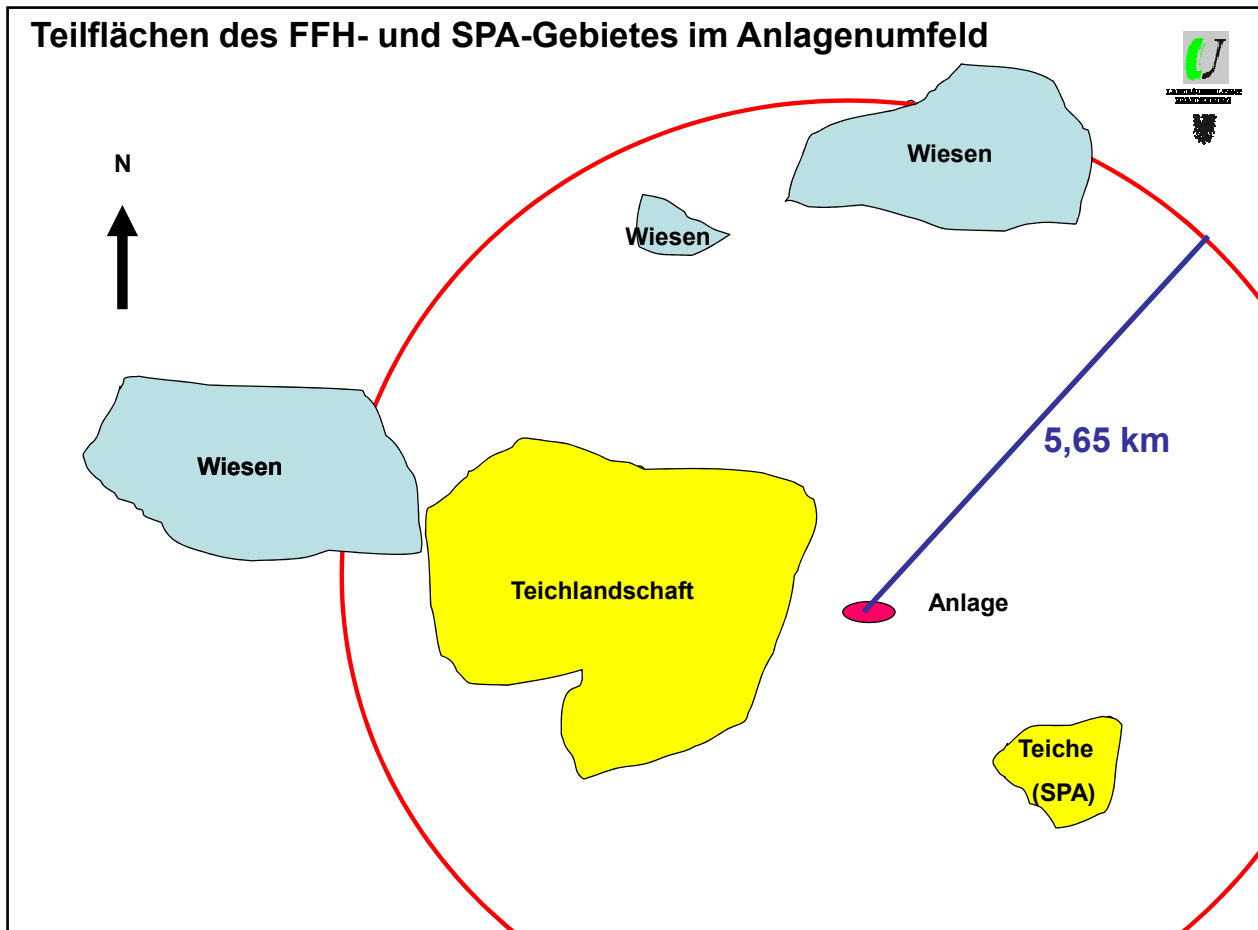 Teilflächen des FFH- und SPA-Gebietes im Anlagenumfeld
N
Wiesen
Wiesen
Wiesen
5,65 km
Teichlandschaft
Anlage
Teiche
(SPA)